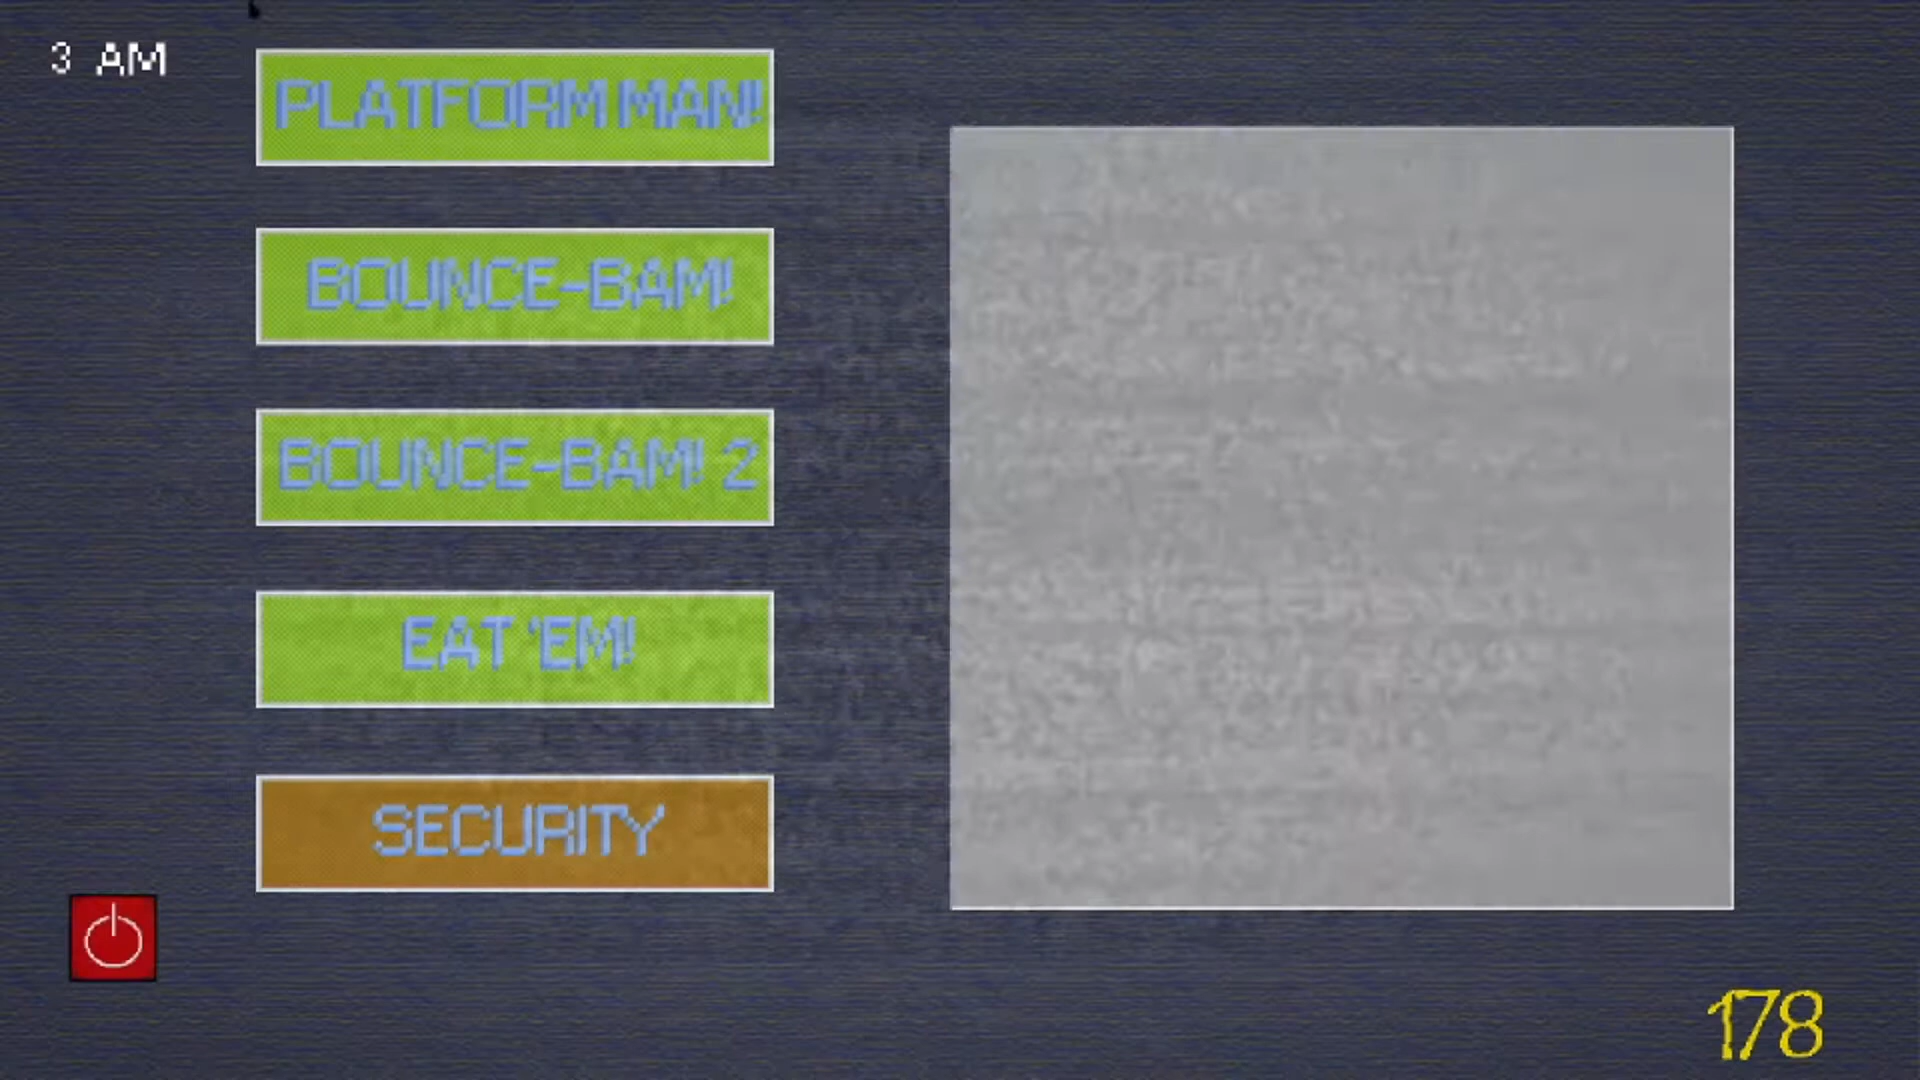 3 AM
PLATFORM MAN!
BOUNCE-BAM!
BOUNCE-BAM! 2
EAT 'EM!
SECURITY
178